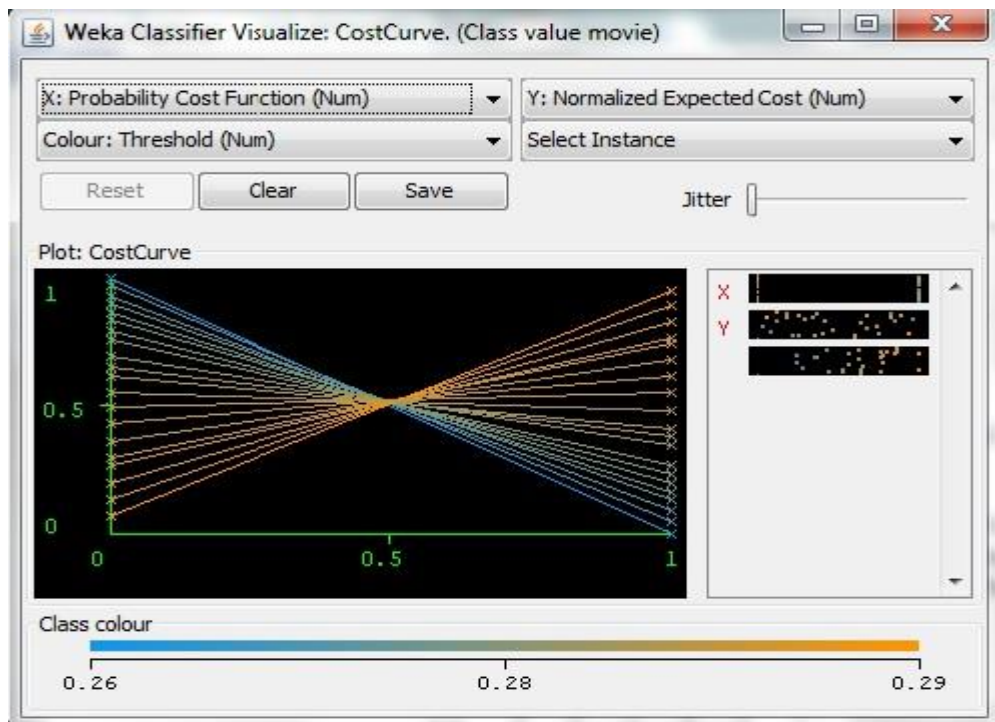 Weka Classifier Visualize: CostCurve. (Class value movie)
X: Probability Cost Function (Num) Y: Normalized Expected Cost (Num)
Colour: Threshold (Num) Select Instance
Reset Clear Save Jitter
Plot: CostCurve
1
0.5
0
0 0.5 1
X
Y
Class colour
0.26 0.28 0.29